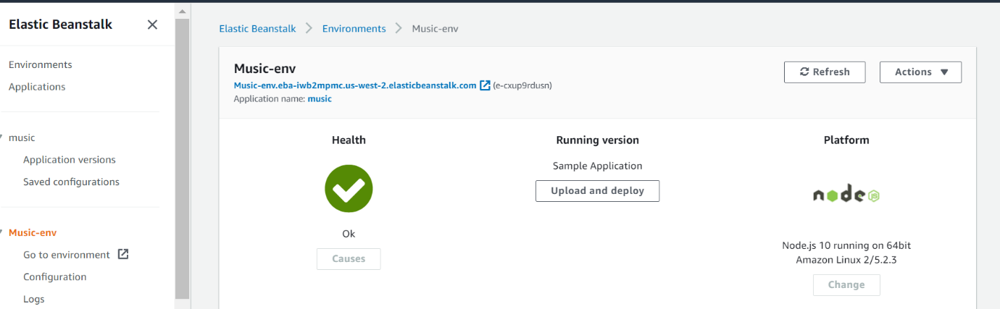 Elastic Beanstalk
Environments
Applications
music
Application versions
Saved configurations
Music-env
Go to environment
Configuration
Logs
Elastic Beanstalk > Environments > Music-env
Music-env
Music-env.eba-iwb2mpmc.us-west-2.elasticbeanstalk.com (e-cxup9rdusn)
Application name: music
Refresh
Actions
Health
Ok
Causes
Running version
Sample Application
Upload and deploy
Platform
node JS
Node.js 10 running on 64bit
Amazon Linux 2/5.2.3
Change